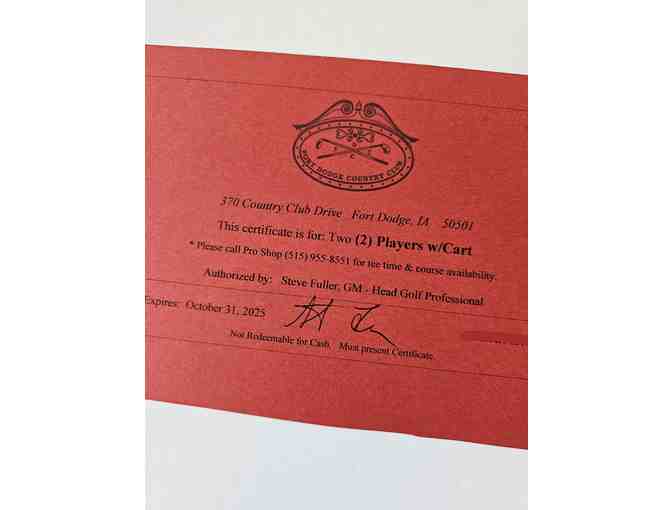 FORT DODGE COUNTRY CLUB
370 Country Club Drive Fort Dodge, IA 50501
This certificate is for: Two (2) Players w/Cart
* Please call Pro Shop (515) 955-8551 for tee time & course availability.
Authorized by: Steve Fuller, GM - Head Golf Professional
Expires: October 31, 2025
Not Redeemable for Cash. Must present Certificate.